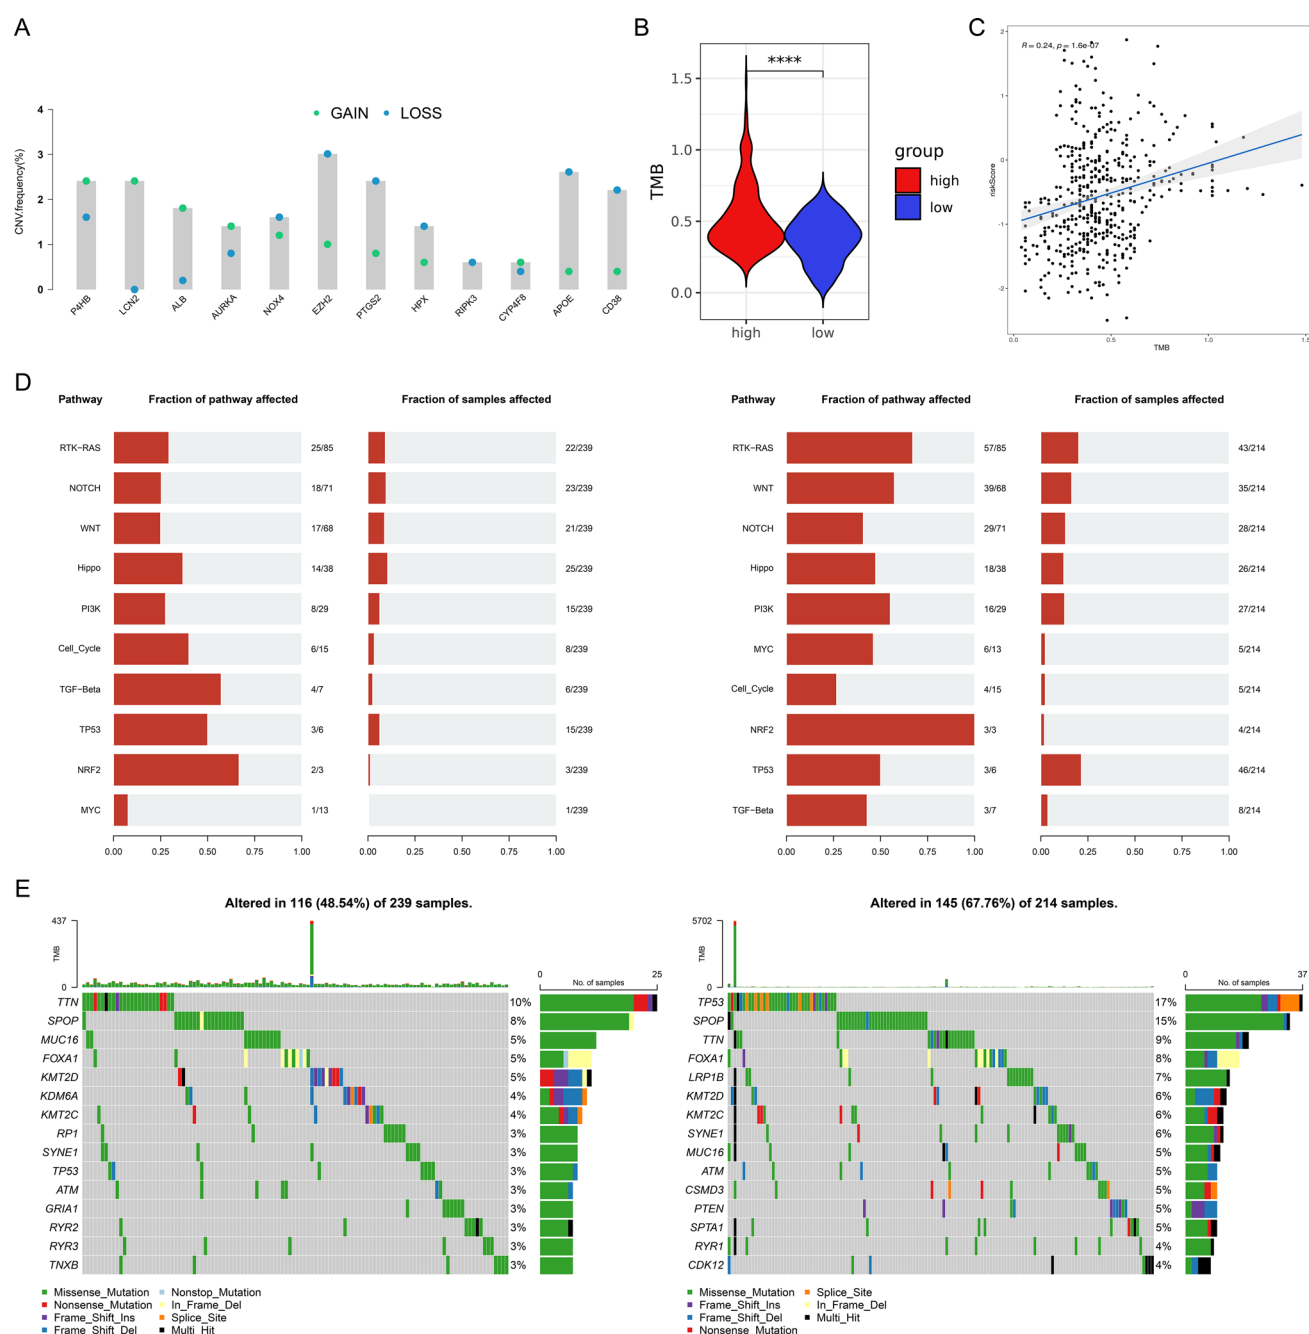 A
GAIN LOSS
CNV.frequency(%)
4
3
2
1
0
P4HB LCN2 ALB AURKA NOX4 EZH2 PTGS2 HPX RIPK3 CYP4F8 APOE CD38
B
****
TMB
1.5
1.0
0.5
0.0
high low
group
high
low
C
R = 0.24, p = 1.6e-07
riskScore
2
1
0
-1
-2
0.0 0.5 1.0 1.5
TMB
D
Pathway Fraction of pathway affected Fraction of samples affected
RTK-RAS 25/85 22/239
NOTCH 18/71 23/239
WNT 17/68 21/239
Hippo 14/38 25/239
PI3K 8/29 15/239
Cell_Cycle 6/15 8/239
TGF-Beta 4/7 6/239
TP53 3/6 15/239
NRF2 2/3 3/239
MYC 1/13 1/239
0.00 0.25 0.50 0.75 1.00 0.00 0.25 0.50 0.75 1.00
Pathway Fraction of pathway affected Fraction of samples affected
RTK-RAS 57/85 43/214
WNT 39/68 35/214
NOTCH 29/71 28/214
Hippo 18/38 26/214
PI3K 16/29 27/214
MYC 6/13 5/214
Cell_Cycle 4/15 5/214
NRF2 3/3 4/214
TP53 3/6 46/214
TGF-Beta 3/7 8/214
0.00 0.25 0.50 0.75 1.00 0.00 0.25 0.50 0.75 1.00
E
Altered in 116 (48.54%) of 239 samples.
437
TMB
0
0 25
No. of samples
TTN 10%
SPOP 8%
MUC16 5%
FOXA1 5%
KMT2D 5%
KDM6A 4%
KMT2C 4%
RP1 3%
SYNE1 3%
TP53 3%
ATM 3%
GRIA1 3%
RYR2 3%
RYR3 3%
TNXB 3%
Missense_Mutation Nonstop_Mutation
Nonsense_Mutation In_Frame_Del
Frame_Shift_Ins Splice_Site
Frame_Shift_Del Multi_Hit
Altered in 145 (67.76%) of 214 samples.
5702
TMB
0
0 37
No. of samples
TP53 17%
SPOP 15%
TTN 9%
FOXA1 8%
LRP1B 7%
KMT2D 6%
KMT2C 6%
SYNE1 6%
MUC16 5%
ATM 5%
CSMD3 5%
PTEN 5%
SPTA1 5%
RYR1 4%
CDK12 4%
Missense_Mutation Splice_Site
Frame_Shift_Ins In_Frame_Del
Frame_Shift_Del Multi_Hit
Nonsense_Mutation